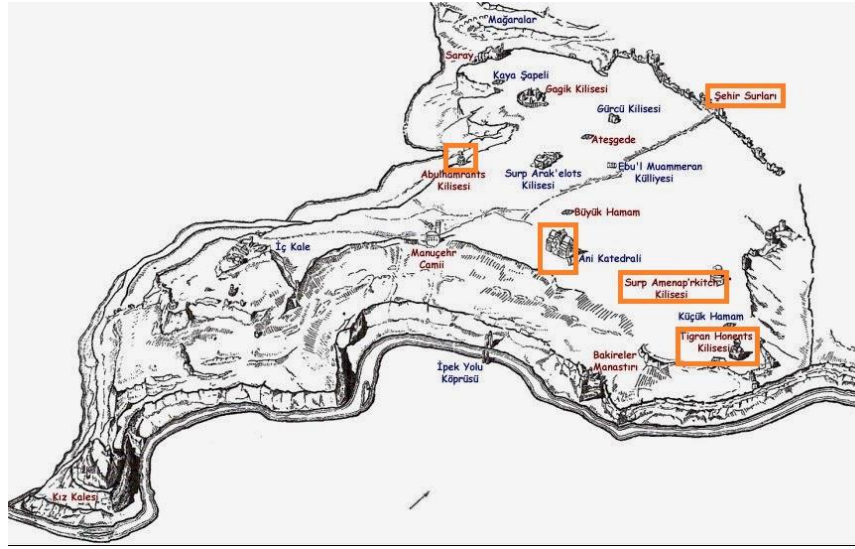 Mağaralar
Saray
Kaya Şapeli
Gagik Kilisesi
Şehir Surları
Gürcü Kilisesi
Ateşgede
Abulhamrants
Kilisesi
Surp Arak'elots
Kilisesi
Ebu'l Muammeran
Külliyesi
Büyük Hamam
İç Kale
Manuçehr
Camii
Ani Katedrali
Surp Amenap'rkitch
Kilisesi
Küçük Hamam
Tigran Honents
Kilisesi
Bakireler
Manastırı
İpek Yolu
Köprüsü
Kız Kalesi